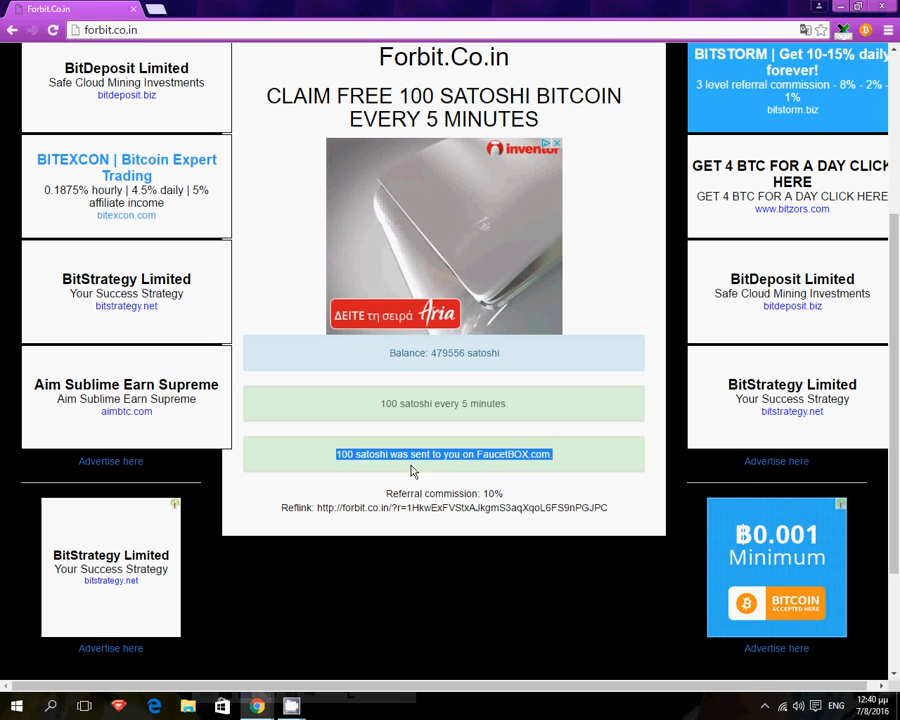 Forbit.Co.in
forbit.co.in
BitDeposit Limited
Safe Cloud Mining Investments
bitdeposit.biz
BITEXCON | Bitcoin Expert
Trading
0.1875% hourly | 4.5% daily | 5%
affiliate income
bitexcon.com
BitStrategy Limited
Your Success Strategy
bitstrategy.net
Aim Sublime Earn Supreme
Aim Sublime Earn Supreme
aimbtc.com
Advertise here
BitStrategy Limited
Your Success Strategy
bitstrategy.net
Advertise here
Forbit.Co.in
CLAIM FREE 100 SATOSHI BITCOIN
EVERY 5 MINUTES
inventor
ΔΕΙΤΕ τη σειρά Aria
Balance: 479556 satoshi
100 satoshi every 5 minutes.
100 satoshi was sent to you on FaucetBOX.com.
Referral commission: 10%
Reflink: http://forbit.co.in/?r=1HkwExFVStxAJkgmS3aqXqoL6FS9nPGJPC
BITSTORM | Get 10-15% daily
forever!
3 level referral commission - 8% - 2% -
1%
bitstorm.biz
GET 4 BTC FOR A DAY CLICK
HERE
GET 4 BTC FOR A DAY CLICK HERE
www.bitzors.com
BitDeposit Limited
Safe Cloud Mining Investments
bitdeposit.biz
BitStrategy Limited
Your Success Strategy
bitstrategy.net
Advertise here
฿0.001
Minimum
BITCOIN
ACCEPTED HERE
Advertise here
ENG
12:40 μμ
7/8/2016